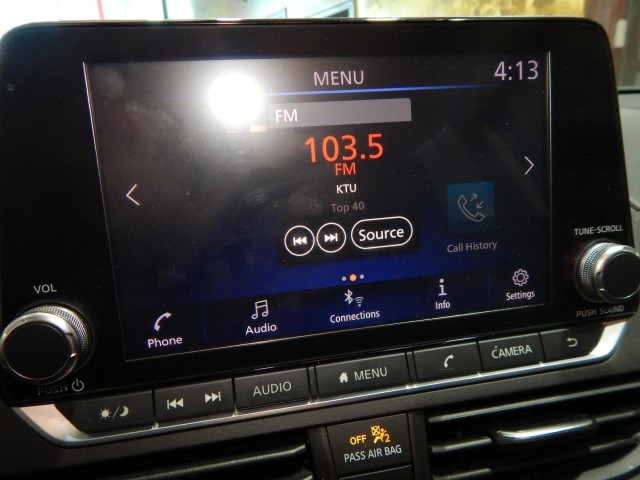 MENU
4:13
FM
103.5
FM
KTU
Top 40
Source
Call History
Phone
Audio
Connections
Info
Settings
VOL
PUSH
TUNE-SCROLL
PUSH SOUND
AUDIO
MENU
CAMERA
OFF 2
PASS AIR BAG